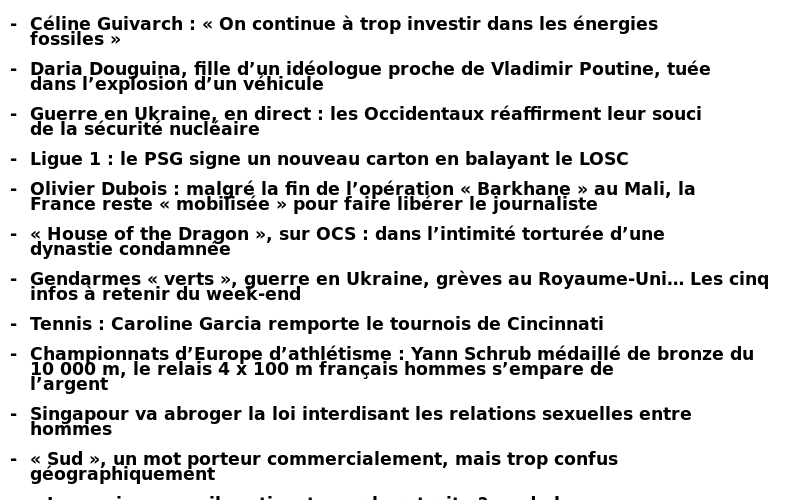 - Céline Guivarch : « On continue à trop investir dans les énergies
fossiles »
- Daria Douguina, fille d’un idéologue proche de Vladimir Poutine, tuée
dans l’explosion d’un véhicule
- Guerre en Ukraine, en direct : les Occidentaux réaffirment leur souci
de la sécurité nucléaire
- Ligue 1 : le PSG signe un nouveau carton en balayant le LOSC
- Olivier Dubois : malgré la fin de l’opération « Barkhane » au Mali, la
France reste « mobilisée » pour faire libérer le journaliste
- « House of the Dragon », sur OCS : dans l’intimité torturée d’une
dynastie condamnée
- Gendarmes « verts », guerre en Ukraine, grèves au Royaume-Uni… Les cinq
infos à retenir du week-end
- Tennis : Caroline Garcia remporte le tournois de Cincinnati
- Championnats d’Europe d’athlétisme : Yann Schrub médaillé de bronze du
10 000 m, le relais 4 x 100 m français hommes s’empare de
l’argent
- Singapour va abroger la loi interdisant les relations sexuelles entre
hommes
- « Sud », un mot porteur commercialement, mais trop confus
géographiquement